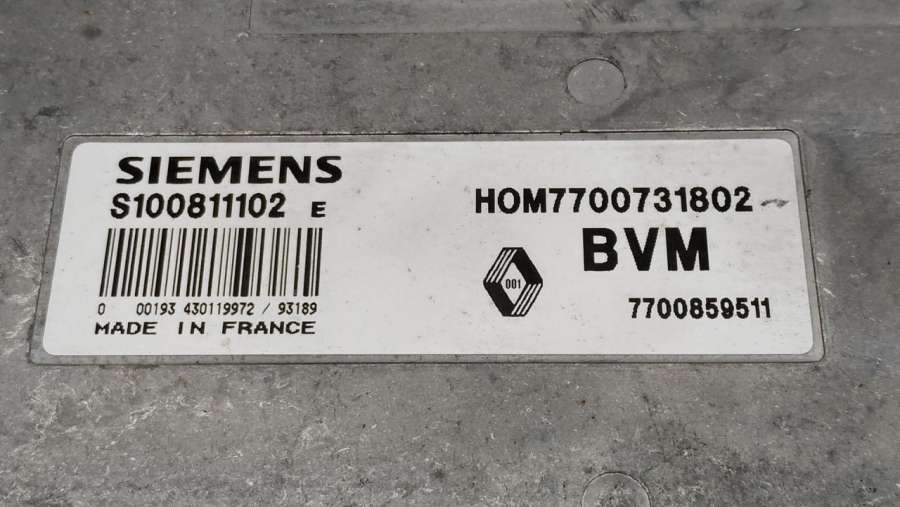 SIEMENS
S100811102 E
0 00193 430119972 / 93189
MADE IN FRANCE
HOM7700731802
BVM
001
7700859511